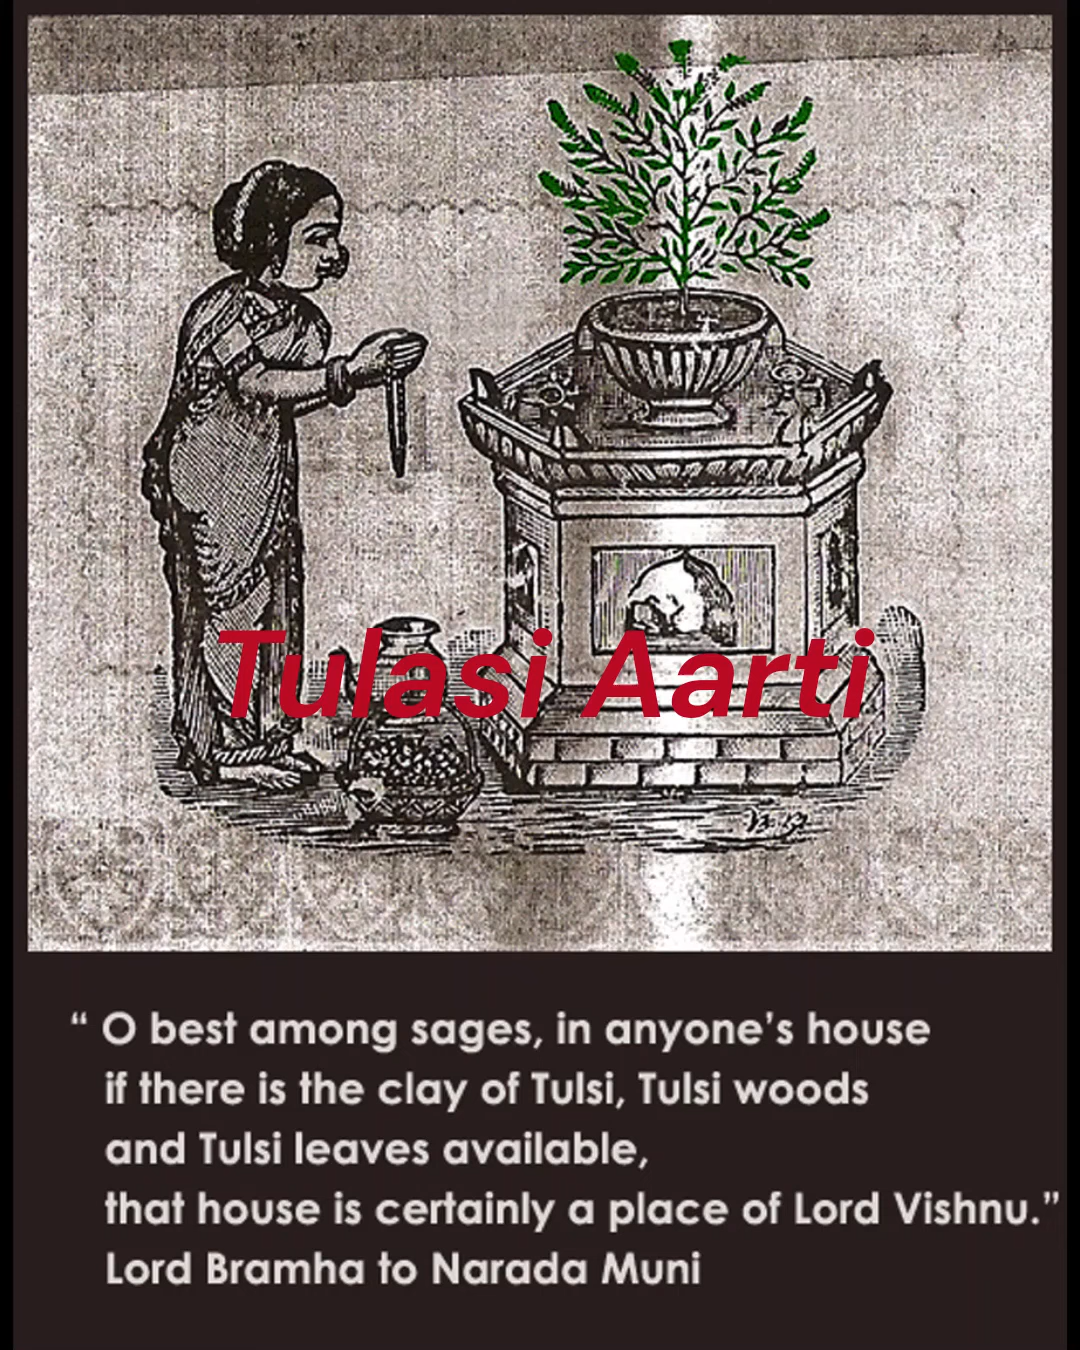 Tulasi Aarti
“ O best among sages, in anyone’s house
if there is the clay of Tulsi, Tulsi woods
and Tulsi leaves available,
that house is certainly a place of Lord Vishnu.”
Lord Bramha to Narada Muni